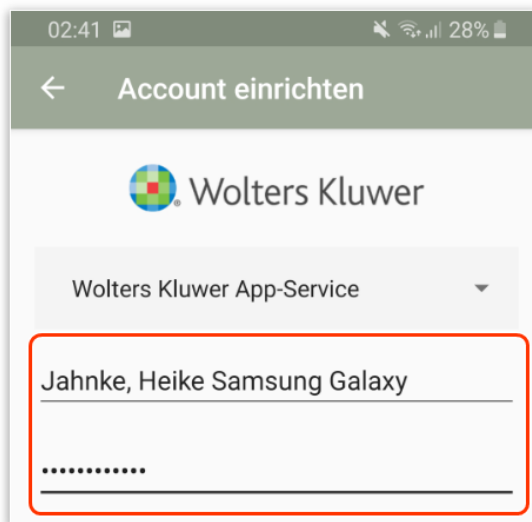 02:41 28%
Account einrichten
Wolters Kluwer
Wolters Kluwer App-Service
Jahnke, Heike Samsung Galaxy
••••••••••••